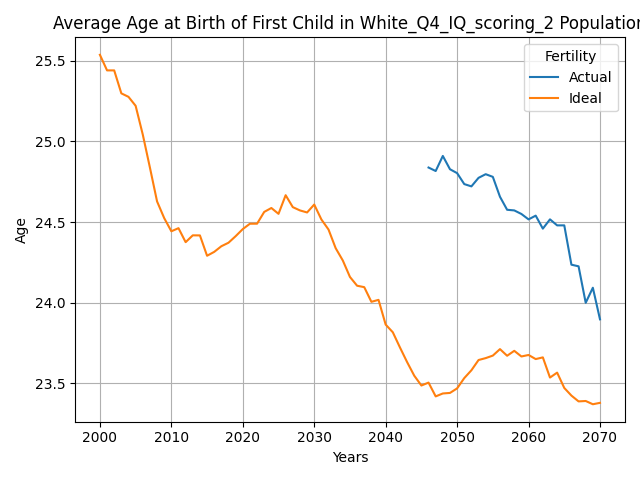 Average Age at Birth of First Child in White_Q4_IQ_scoring_2 Population
Fertility
Actual
Ideal
25.5
25.0
24.5
24.0
23.5
Age
2000 2010 2020 2030 2040 2050 2060 2070
Years